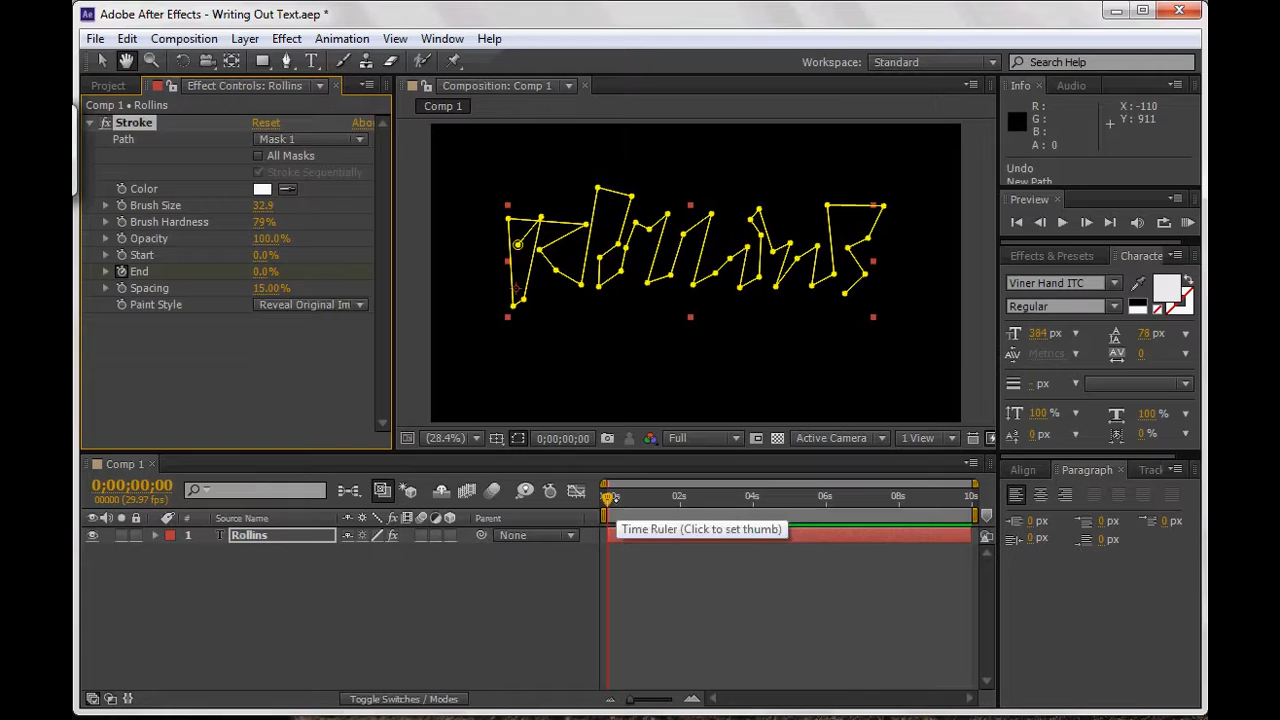 Adobe After Effects - Writing Out Text.aep *
File Edit Composition Layer Effect Animation View Window Help
Workspace: Standard Search Help
Project Effect Controls: Rollins Composition: Comp 1 Info Audio
Comp 1 • Rollins Comp 1
fx Stroke Reset Abo
Path Mask 1
All Masks
Stroke Sequentially
Color
Brush Size 32.9
Brush Hardness 79%
Opacity 100.0%
Start 0.0%
End 0.0%
Spacing 15.00%
Paint Style Reveal Original Im
R :
G :
B :
A : 0
X : -110
Y : 911
Undo
New Path
Preview
Effects & Presets Characte
Viner Hand ITC
Regular
384 px 78 px
Metrics 0
- px
100 % 100 %
0 px 0 %
(28.4%) 0;00;00;00 Full Active Camera 1 View
Comp 1
0;00;00;00
00000 (29.97 fps)
02s 04s 06s 08s 10s
# Source Name Parent
1 T Rollins fx None
Time Ruler (Click to set thumb)
Align Paragraph Track
0 px 0 px 0 px
0 px 0 px
Toggle Switches / Modes